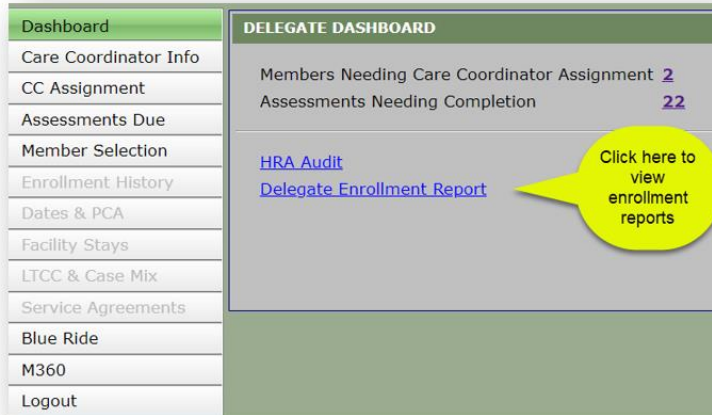 Dashboard
Care Coordinator Info
CC Assignment
Assessments Due
Member Selection
Enrollment History
Dates & PCA
Facility Stays
LTCC & Case Mix
Service Agreements
Blue Ride
M360
Logout
DELEGATE DASHBOARD
Members Needing Care Coordinator Assignment 2
Assessments Needing Completion 22
HRA Audit
Delegate Enrollment Report
Click here to
view
enrollment
reports